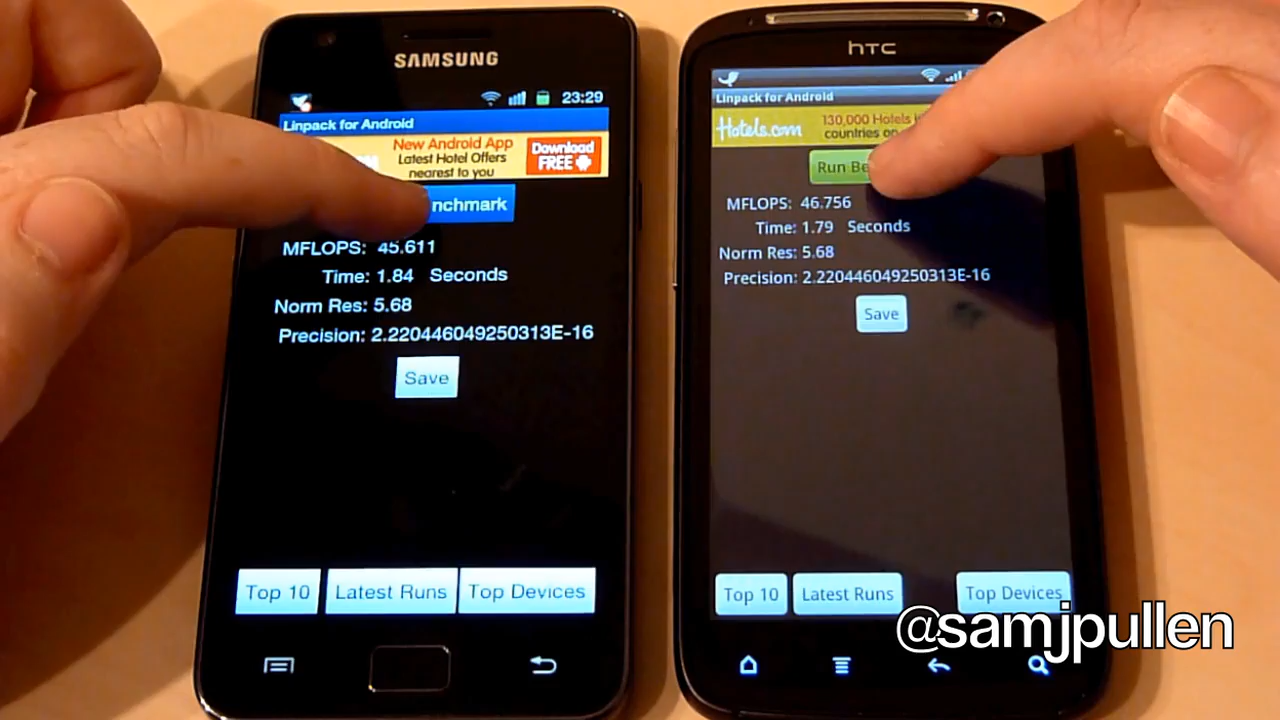 SAMSUNG
23:29
Linpack for Android
New Android App
Latest Hotel Offers
nearest to you
Download
FREE
nchmark
MFLOPS: 45.611
Time: 1.84 Seconds
Norm Res: 5.68
Precision: 2.220446049250313E-16
Save
Top 10 Latest Runs Top Devices
hTC
Linpack for Android
Hotels.com
130,000 Hotels
countries
Run Be
MFLOPS: 46.756
Time: 1.79 Seconds
Norm Res: 5.68
Precision: 2.220446049250313E-16
Save
Top 10 Latest Runs Top Devices
@samjpullen